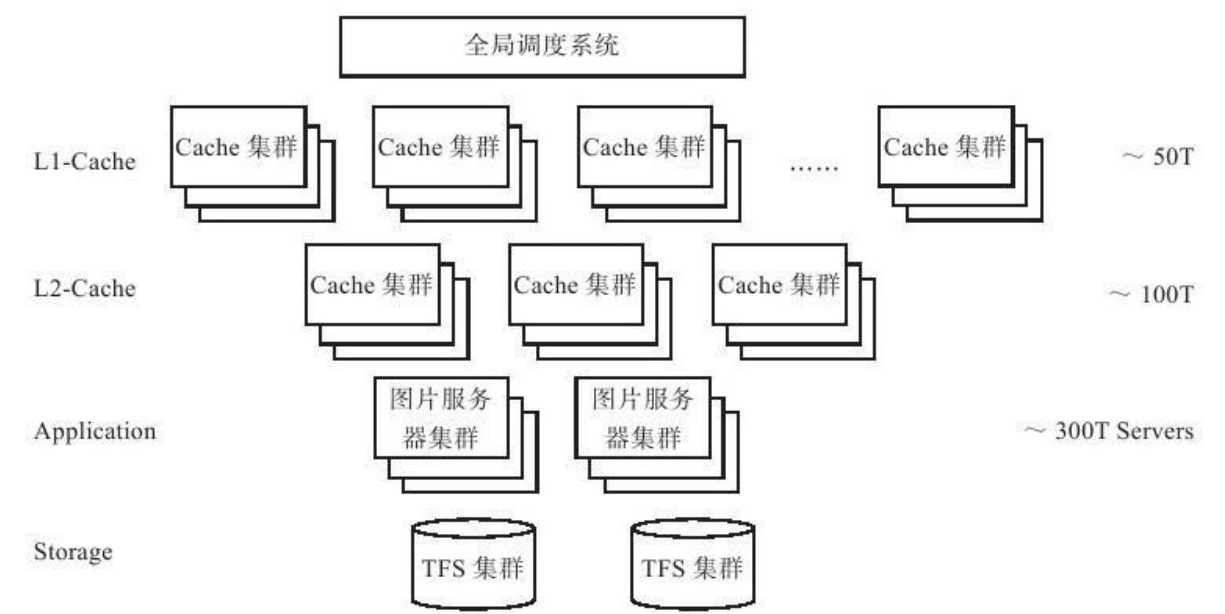 全局调度系统
L1-Cache
Cache 集群
Cache 集群
Cache 集群
……
Cache 集群
～ 50T
L2-Cache
Cache 集群
Cache 集群
Cache 集群
～ 100T
Application
图片服务
器集群
图片服务
器集群
～ 300T Servers
Storage
TFS 集群
TFS 集群